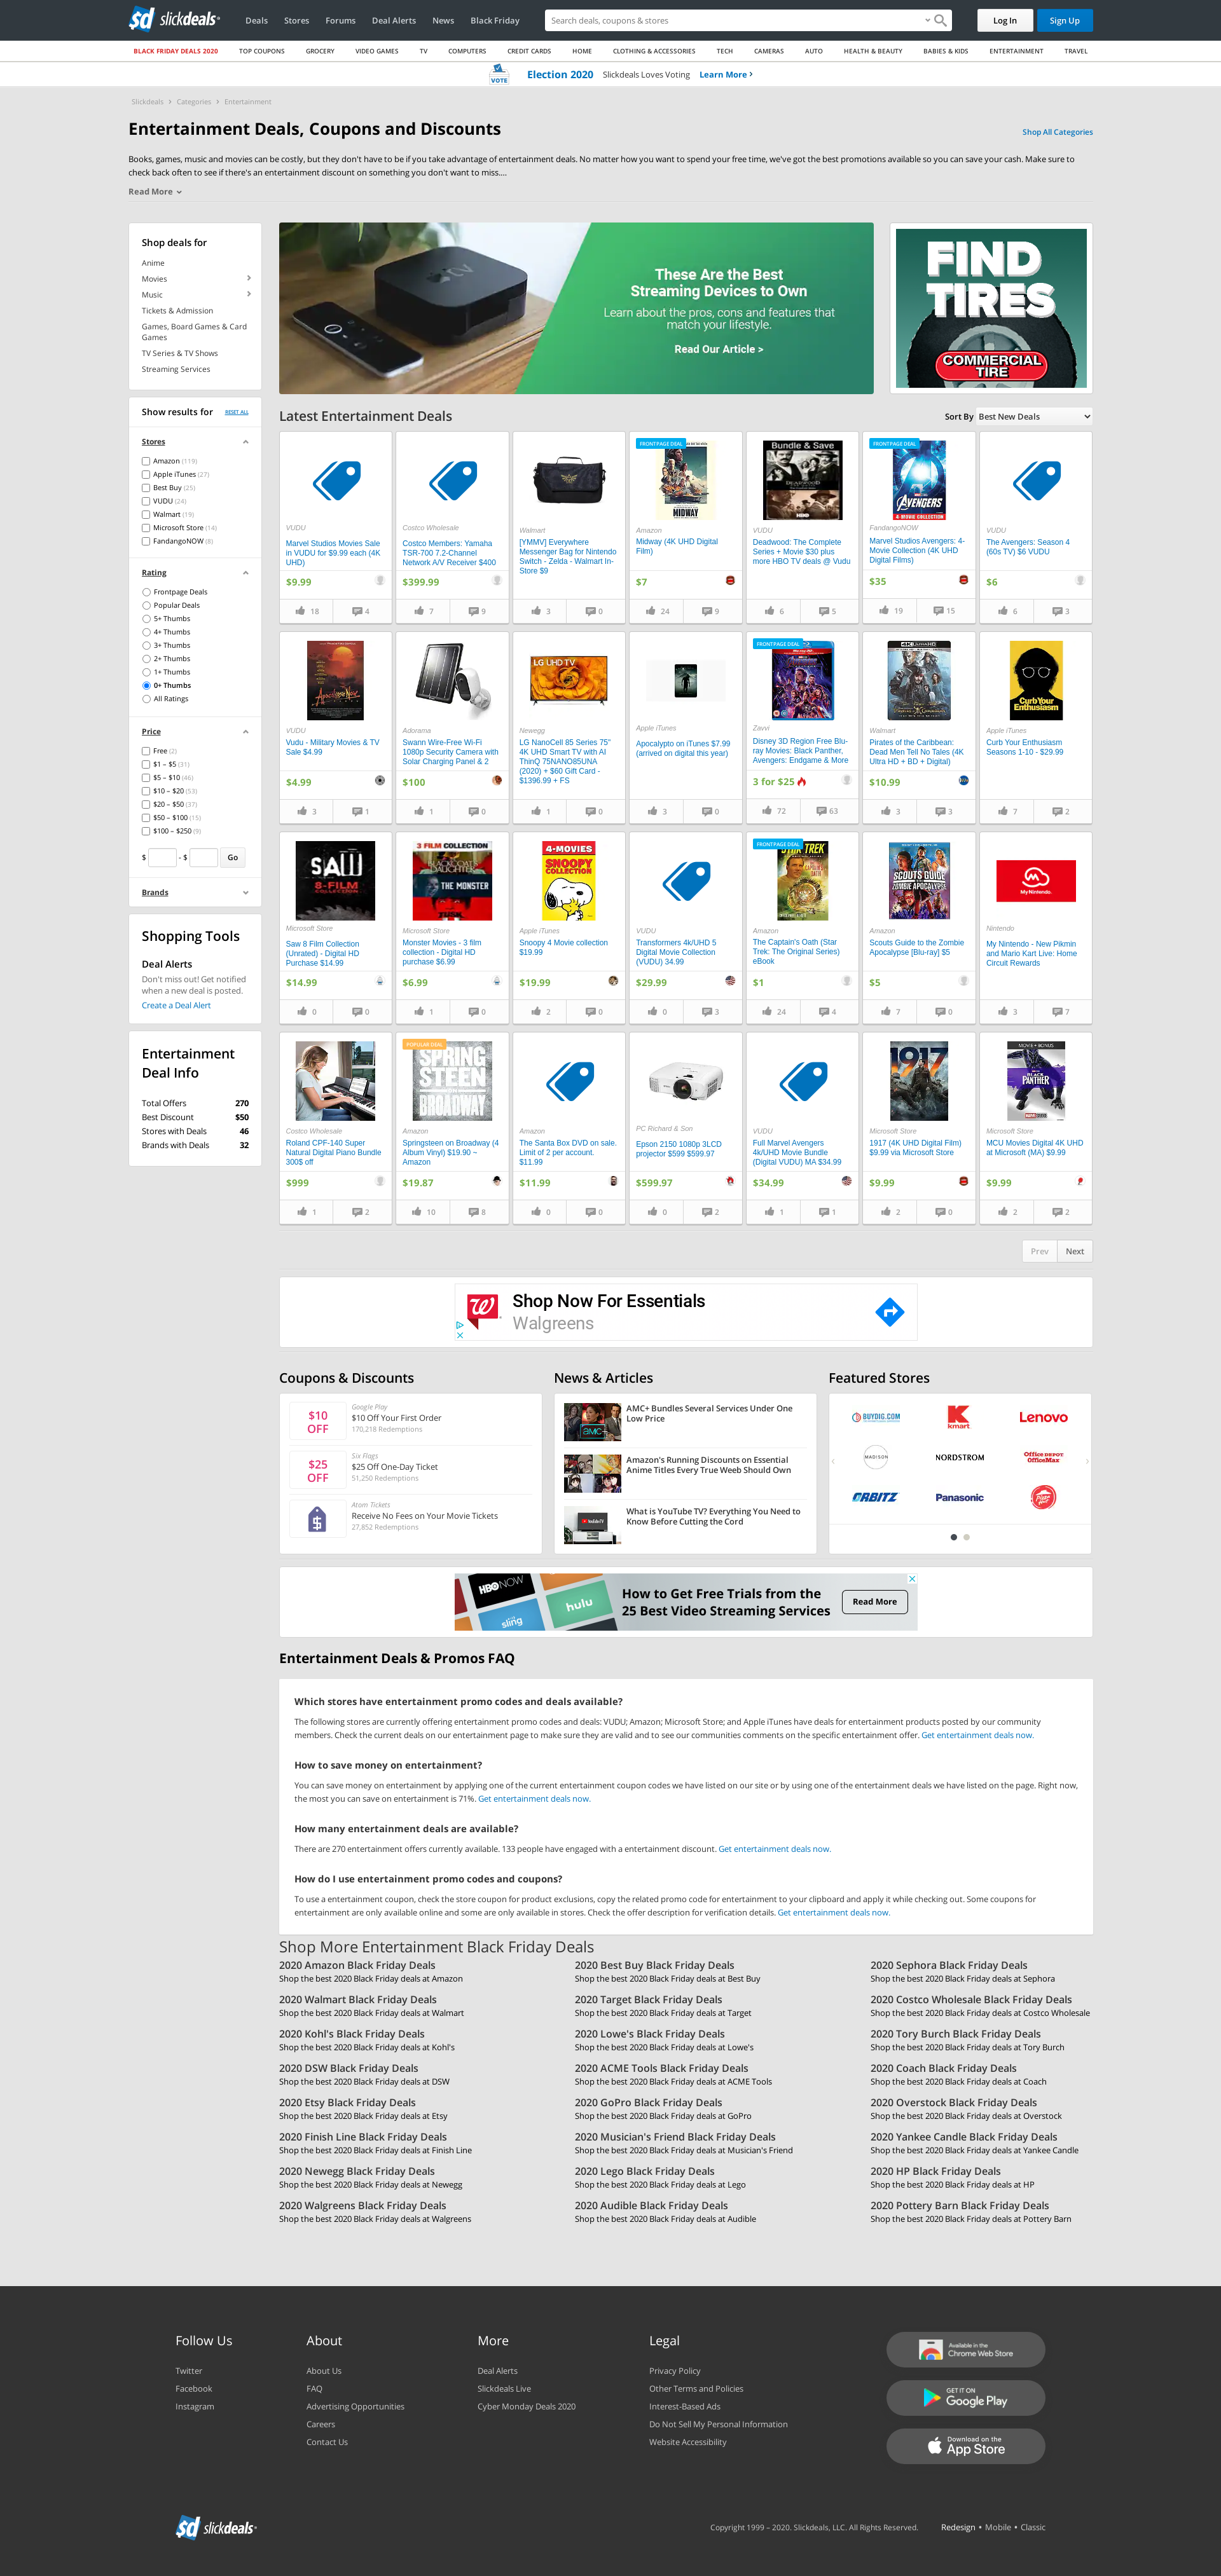 slickdeals
Deals
Stores
Forums
Deal Alerts
News
Black Friday
Search deals, coupons & stores
Log In
Sign Up
BLACK FRIDAY DEALS 2020
TOP COUPONS
GROCERY
VIDEO GAMES
TV
COMPUTERS
CREDIT CARDS
HOME
CLOTHING & ACCESSORIES
TECH
CAMERAS
AUTO
HEALTH & BEAUTY
BABIES & KIDS
ENTERTAINMENT
TRAVEL
VOTE
Election 2020 Slickdeals Loves Voting Learn More ›
Slickdeals › Categories › Entertainment
Entertainment Deals, Coupons and Discounts
Shop All Categories
Books, games, music and movies can be costly, but they don't have to be if you take advantage of entertainment deals. No matter how you want to spend your free time, we've got the best promotions available so you can save your cash. Make sure to
check back often to see if there's an entertainment discount on something you don't want to miss....
Read More
Shop deals for
Anime
Movies
Music
Tickets & Admission
Games, Board Games & Card
Games
TV Series & TV Shows
Streaming Services
Show results for
RESET ALL
Stores
Amazon (119)
Apple iTunes (27)
Best Buy (25)
VUDU (24)
Walmart (19)
Microsoft Store (14)
FandangoNOW (8)
Rating
Frontpage Deals
Popular Deals
5+ Thumbs
4+ Thumbs
3+ Thumbs
2+ Thumbs
1+ Thumbs
0+ Thumbs
All Ratings
Price
Free (2)
$1 – $5 (31)
$5 – $10 (46)
$10 – $20 (53)
$20 – $50 (37)
$50 – $100 (15)
$100 – $250 (9)
$ - $ Go
Brands
Shopping Tools
Deal Alerts
Don't miss out! Get notified
when a new deal is posted.
Create a Deal Alert
Entertainment
Deal Info
Total Offers 270
Best Discount $50
Stores with Deals 46
Brands with Deals 32
These Are the Best
Streaming Devices to Own
Learn about the pros, cons and features that
match your lifestyle.
Read Our Article >
FIND
TIRES
COMMERCIAL
TIRE
Latest Entertainment Deals
Sort By Best New Deals
VUDU
Marvel Studios Movies Sale
in VUDU for $9.99 each (4K
UHD)
$9.99
18 4
Costco Wholesale
Costco Members: Yamaha
TSR-700 7.2-Channel
Network A/V Receiver $400
$399.99
7 9
Walmart
[YMMV] Everywhere
Messenger Bag for Nintendo
Switch - Zelda - Walmart In-
Store $9
3 0
FRONTPAGE DEAL
MIDWAY
Amazon
Midway (4K UHD Digital
Film)
$7
24 9
Bundle & Save
DEADWOOD
HBO
VUDU
Deadwood: The Complete
Series + Movie $30 plus
more HBO TV deals @ Vudu
6 5
FRONTPAGE DEAL
AVENGERS
4-MOVIE COLLECTION
FandangoNOW
Marvel Studios Avengers: 4-
Movie Collection (4K UHD
Digital Films)
$35
19 15
VUDU
The Avengers: Season 4
(60s TV) $6 VUDU
$6
6 3
Apocalypse Now
VUDU
Vudu - Military Movies & TV
Sale $4.99
$4.99
3 1
Adorama
Swann Wire-Free Wi-Fi
1080p Security Camera with
Solar Charging Panel & 2
$100
1 0
LG UHD TV
Newegg
LG NanoCell 85 Series 75"
4K UHD Smart TV with AI
ThinQ 75NANO85UNA
(2020) + $60 Gift Card -
$1396.99 + FS
1 0
Apple iTunes
Apocalypto on iTunes $7.99
(arrived on digital this year)
3 0
FRONTPAGE DEAL
Zavvi
Disney 3D Region Free Blu-
ray Movies: Black Panther,
Avengers: Endgame & More
3 for $25
72 63
Walmart
Pirates of the Caribbean:
Dead Men Tell No Tales (4K
Ultra HD + BD + Digital)
$10.99
3 3
Curb Your
Enthusiasm
Apple iTunes
Curb Your Enthusiasm
Seasons 1-10 - $29.99
7 2
SAW
8-FILM
COLLECTION
Microsoft Store
Saw 8 Film Collection
(Unrated) - Digital HD
Purchase $14.99
$14.99
0 0
3 FILM COLLECTION
BLACKCOAT'S
DAUGHTER
THE MONSTER
TUSK
Microsoft Store
Monster Movies - 3 film
collection - Digital HD
purchase $6.99
$6.99
1 0
4-MOVIES
SNOOPY
COLLECTION
Apple iTunes
Snoopy 4 Movie collection
$19.99
$19.99
2 0
VUDU
Transformers 4k/UHD 5
Digital Movie Collection
(VUDU) 34.99
$29.99
0 3
FRONTPAGE DEAL
STAR TREK
Amazon
The Captain's Oath (Star
Trek: The Original Series)
eBook
$1
24 4
SCOUTS GUIDE
ZOMBIE APOCALYPSE
Amazon
Scouts Guide to the Zombie
Apocalypse [Blu-ray] $5
$5
7 0
My Nintendo
Nintendo
My Nintendo - New Pikmin
and Mario Kart Live: Home
Circuit Rewards
3 7
Costco Wholesale
Roland CPF-140 Super
Natural Digital Piano Bundle
300$ off
$999
1 2
POPULAR DEAL
SPRING
STEEN
BROADWAY
Amazon
Springsteen on Broadway (4
Album Vinyl) $19.90 ~
Amazon
$19.87
10 8
Amazon
The Santa Box DVD on sale.
Limit of 2 per account.
$11.99
$11.99
0 0
PC Richard & Son
Epson 2150 1080p 3LCD
projector $599 $599.97
$599.97
0 2
VUDU
Full Marvel Avengers
4k/UHD Movie Bundle
(Digital VUDU) MA $34.99
$34.99
1 1
1917
Microsoft Store
1917 (4K UHD Digital Film)
$9.99 via Microsoft Store
$9.99
2 0
MOVIE + BONUS
BLACK
PANTHER
Microsoft Store
MCU Movies Digital 4K UHD
at Microsoft (MA) $9.99
$9.99
2 2
Prev Next
Shop Now For Essentials
Walgreens
Coupons & Discounts
$10
OFF
Google Play
$10 Off Your First Order
170,218 Redemptions
$25
OFF
Six Flags
$25 Off One-Day Ticket
51,250 Redemptions
Atom Tickets
Receive No Fees on Your Movie Tickets
27,852 Redemptions
News & Articles
AMC+ Bundles Several Services Under One
Low Price
Amazon's Running Discounts on Essential
Anime Titles Every True Weeb Should Own
What is YouTube TV? Everything You Need to
Know Before Cutting the Cord
Featured Stores
BUYDIG.COM
kmart
Lenovo
MADISON
NORDSTROM
Office DEPOT
OfficeMax
ORBITZ
Panasonic
HBO NOW
hulu
sling
How to Get Free Trials from the
25 Best Video Streaming Services
Read More
Entertainment Deals & Promos FAQ
Which stores have entertainment promo codes and deals available?
The following stores are currently offering entertainment promo codes and deals: VUDU; Amazon; Microsoft Store; and Apple iTunes have deals for entertainment products posted by our community
members. Check the current deals on our entertainment page to make sure they are valid and to see our communities comments on the specific entertainment offer. Get entertainment deals now.
How to save money on entertainment?
You can save money on entertainment by applying one of the current entertainment coupon codes we have listed on our site or by using one of the entertainment deals we have listed on the page. Right now,
the most you can save on entertainment is 71%. Get entertainment deals now.
How many entertainment deals are available?
There are 270 entertainment offers currently available. 133 people have engaged with a entertainment discount. Get entertainment deals now.
How do I use entertainment promo codes and coupons?
To use a entertainment coupon, check the store coupon for product exclusions, copy the related promo code for entertainment to your clipboard and apply it while checking out. Some coupons for
entertainment are only available online and some are only available in stores. Check the offer description for verification details. Get entertainment deals now.
Shop More Entertainment Black Friday Deals
2020 Amazon Black Friday Deals
Shop the best 2020 Black Friday deals at Amazon
2020 Best Buy Black Friday Deals
Shop the best 2020 Black Friday deals at Best Buy
2020 Sephora Black Friday Deals
Shop the best 2020 Black Friday deals at Sephora
2020 Walmart Black Friday Deals
Shop the best 2020 Black Friday deals at Walmart
2020 Target Black Friday Deals
Shop the best 2020 Black Friday deals at Target
2020 Costco Wholesale Black Friday Deals
Shop the best 2020 Black Friday deals at Costco Wholesale
2020 Kohl's Black Friday Deals
Shop the best 2020 Black Friday deals at Kohl's
2020 Lowe's Black Friday Deals
Shop the best 2020 Black Friday deals at Lowe's
2020 Tory Burch Black Friday Deals
Shop the best 2020 Black Friday deals at Tory Burch
2020 DSW Black Friday Deals
Shop the best 2020 Black Friday deals at DSW
2020 ACME Tools Black Friday Deals
Shop the best 2020 Black Friday deals at ACME Tools
2020 Coach Black Friday Deals
Shop the best 2020 Black Friday deals at Coach
2020 Etsy Black Friday Deals
Shop the best 2020 Black Friday deals at Etsy
2020 GoPro Black Friday Deals
Shop the best 2020 Black Friday deals at GoPro
2020 Overstock Black Friday Deals
Shop the best 2020 Black Friday deals at Overstock
2020 Finish Line Black Friday Deals
Shop the best 2020 Black Friday deals at Finish Line
2020 Musician's Friend Black Friday Deals
Shop the best 2020 Black Friday deals at Musician's Friend
2020 Yankee Candle Black Friday Deals
Shop the best 2020 Black Friday deals at Yankee Candle
2020 Newegg Black Friday Deals
Shop the best 2020 Black Friday deals at Newegg
2020 Lego Black Friday Deals
Shop the best 2020 Black Friday deals at Lego
2020 HP Black Friday Deals
Shop the best 2020 Black Friday deals at HP
2020 Walgreens Black Friday Deals
Shop the best 2020 Black Friday deals at Walgreens
2020 Audible Black Friday Deals
Shop the best 2020 Black Friday deals at Audible
2020 Pottery Barn Black Friday Deals
Shop the best 2020 Black Friday deals at Pottery Barn
Follow Us
Twitter
Facebook
Instagram
About
About Us
FAQ
Advertising Opportunities
Careers
Contact Us
More
Deal Alerts
Slickdeals Live
Cyber Monday Deals 2020
Legal
Privacy Policy
Other Terms and Policies
Interest-Based Ads
Do Not Sell My Personal Information
Website Accessibility
Available in the
Chrome Web Store
GET IT ON
Google Play
Download on the
App Store
slickdeals
Copyright 1999 – 2020. Slickdeals, LLC. All Rights Reserved.
Redesign • Mobile • Classic